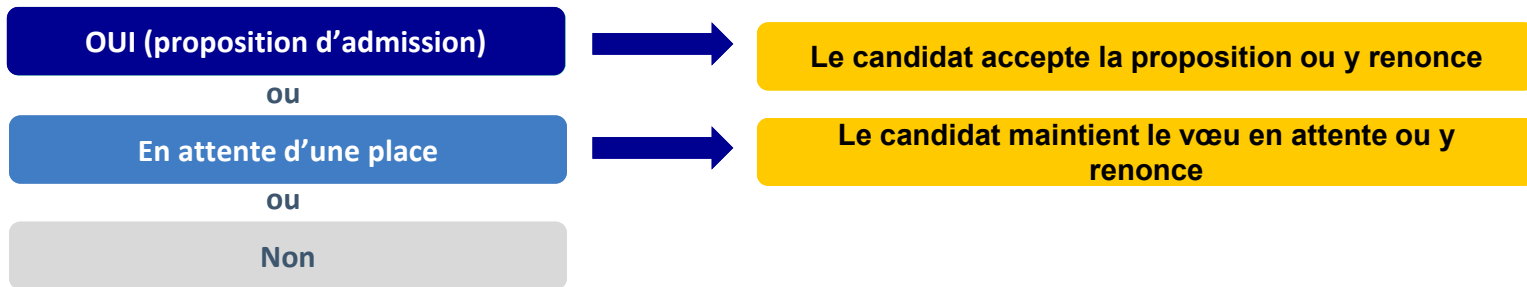 OUI (proposition d’admission)
Le candidat accepte la proposition ou y renonce
ou
En attente d’une place
Le candidat maintient le vœu en attente ou y
renonce
ou
Non